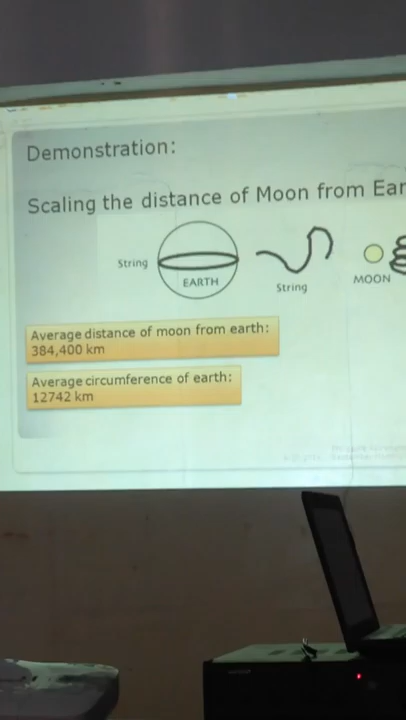 Demonstration:
Scaling the distance of Moon from Ear
String
EARTH
String
MOON
Average distance of moon from earth:
384,400 km
Average circumference of earth:
12742 km